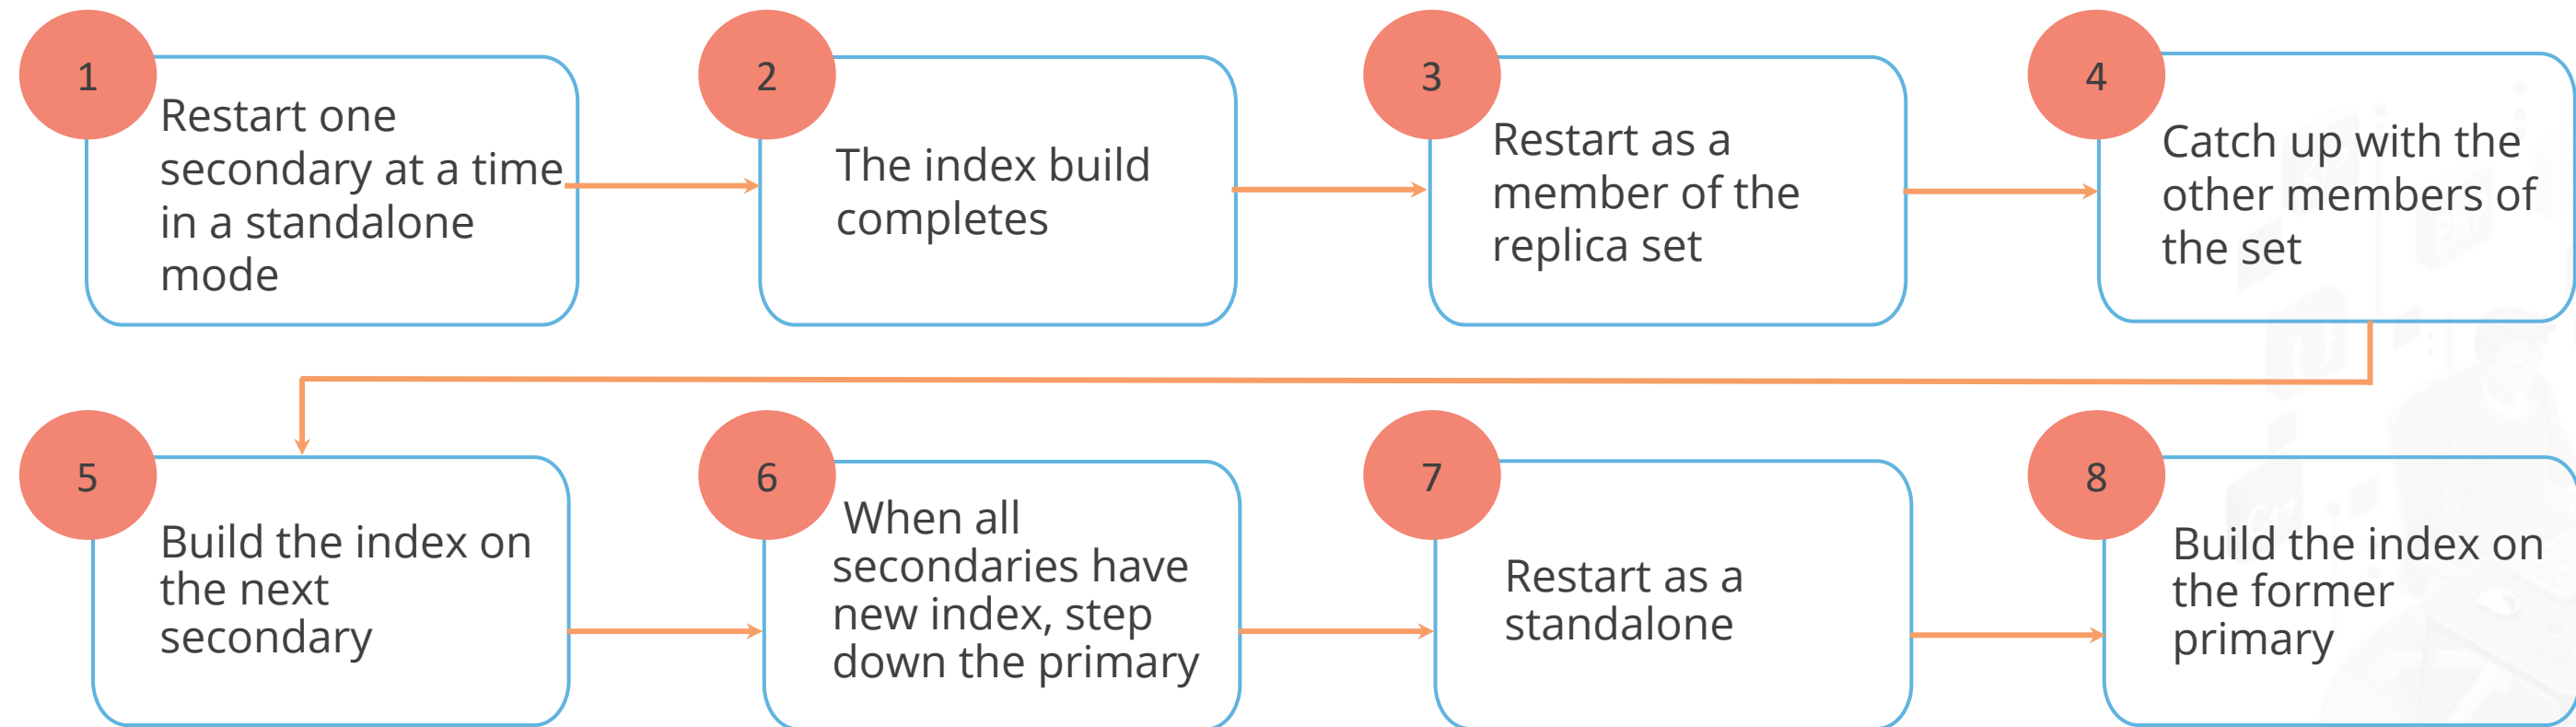 1
Restart one
secondary at a time
in a standalone
mode
2
The index build
completes
3
Restart as a
member of the
replica set
4
Catch up with the
other members of
the set
5
Build the index on
the next
secondary
6
When all
secondaries have
new index, step
down the primary
7
Restart as a
standalone
8
Build the index on
the former
primary